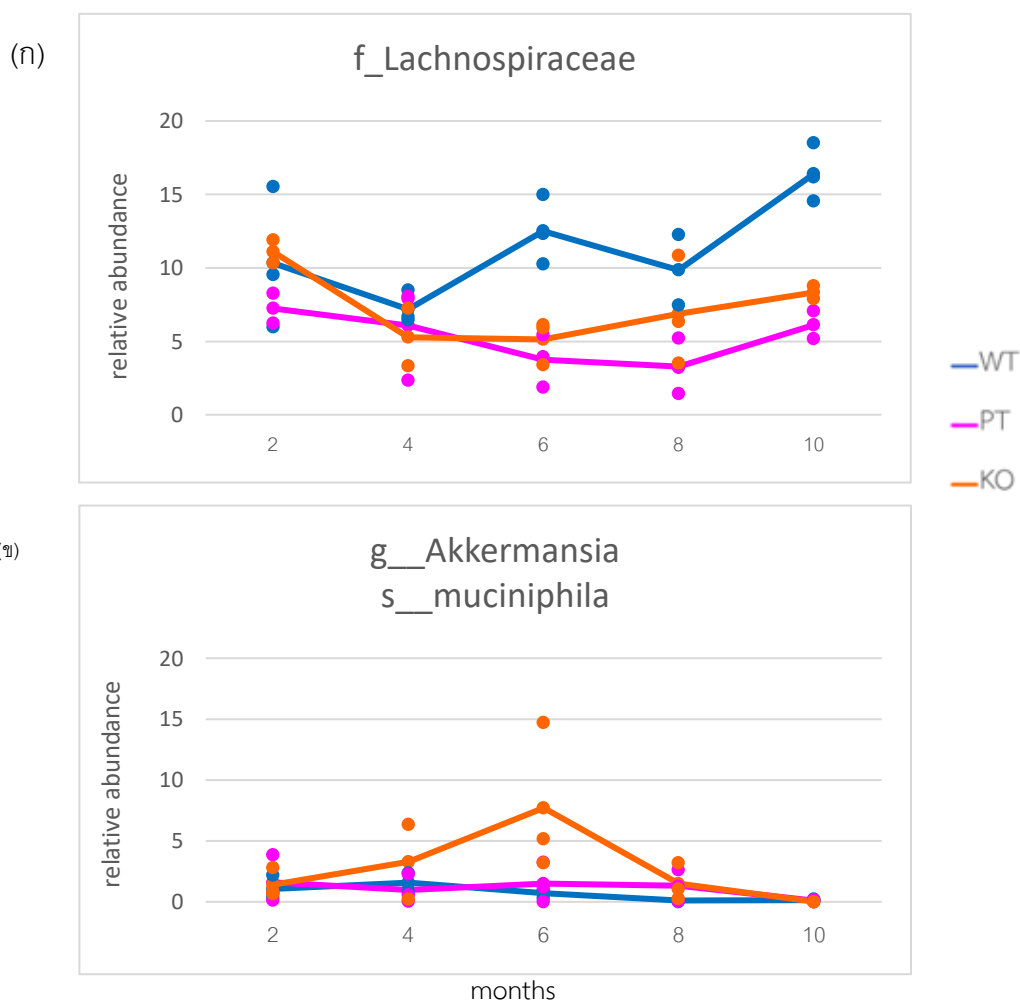 (ก)
f_Lachnospiraceae
20
15
10
5
0
relative abundance
2 4 6 8 10
WT
PT
KO
(ข)
g__Akkermansia
s__muciniphila
20
15
10
5
0
relative abundance
2 4 6 8 10
months